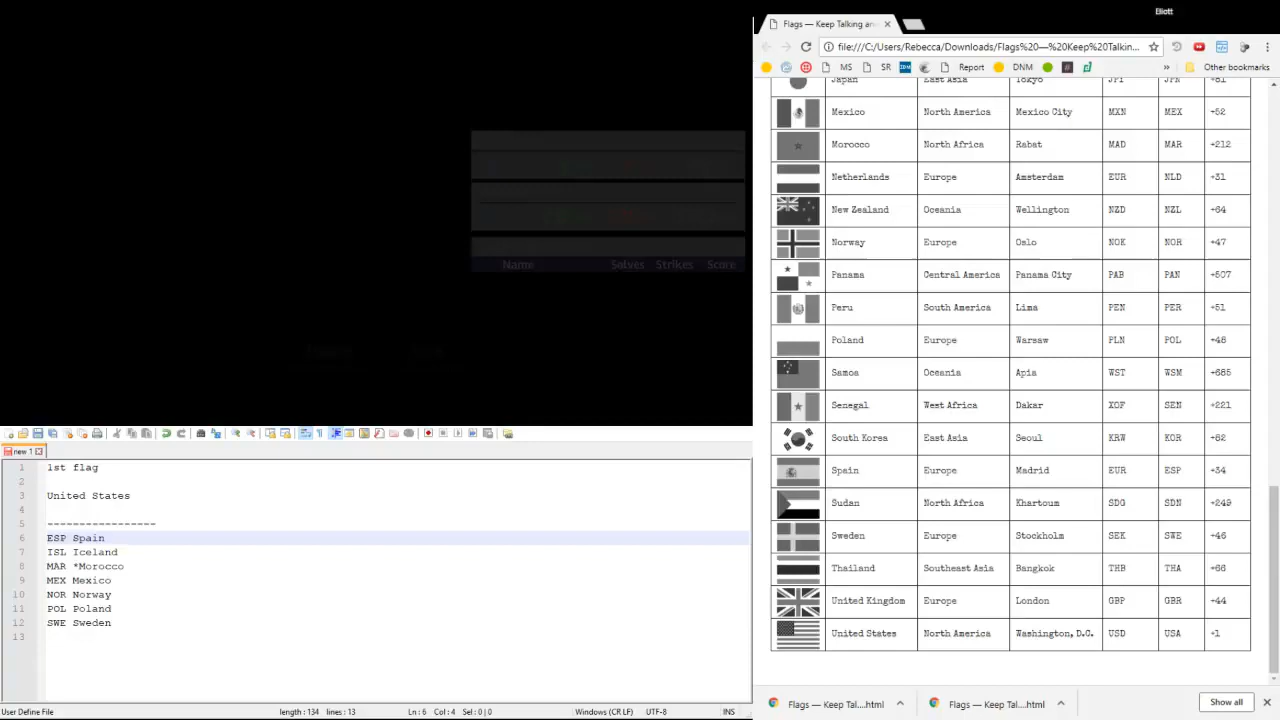 Eliott
Flags — Keep Talking an
file:///C:/Users/Rebecca/Downloads/Flags%20—%20Keep%20Talkin...
MS SR IDM Report DNM # » Other bookmarks
Japan East Asia Tokyo JPY JPN +81
Mexico North America Mexico City MXN MEX +52
Morocco North Africa Rabat MAD MAR +212
Netherlands Europe Amsterdam EUR NLD +31
New Zealand Oceania Wellington NZD NZL +64
Norway Europe Oslo NOK NOR +47
Panama Central America Panama City PAB PAN +507
Peru South America Lima PEN PER +51
Poland Europe Warsaw PLN POL +48
Samoa Oceania Apia WST WSM +685
Senegal West Africa Dakar XOF SEN +221
South Korea East Asia Seoul KRW KOR +82
Spain Europe Madrid EUR ESP +34
Sudan North Africa Khartoum SDG SDN +249
Sweden Europe Stockholm SEK SWE +46
Thailand Southeast Asia Bangkok THB THA +66
United Kingdom Europe London GBP GBR +44
United States North America Washington, D.C. USD USA +1
Flags — Keep Tal....html
Flags — Keep Tal....html
Show all
Name Solves Strikes Score
new 1
1 1st flag
2
3 United States
4
5 -----------------
6 ESP Spain
7 ISL Iceland
8 MAR *Morocco
9 MEX Mexico
10 NOR Norway
11 POL Poland
12 SWE Sweden
13
User Define File length : 134 lines : 13 Ln : 6 Col : 4 Sel : 0 | 0 Windows (CR LF) UTF-8 INS